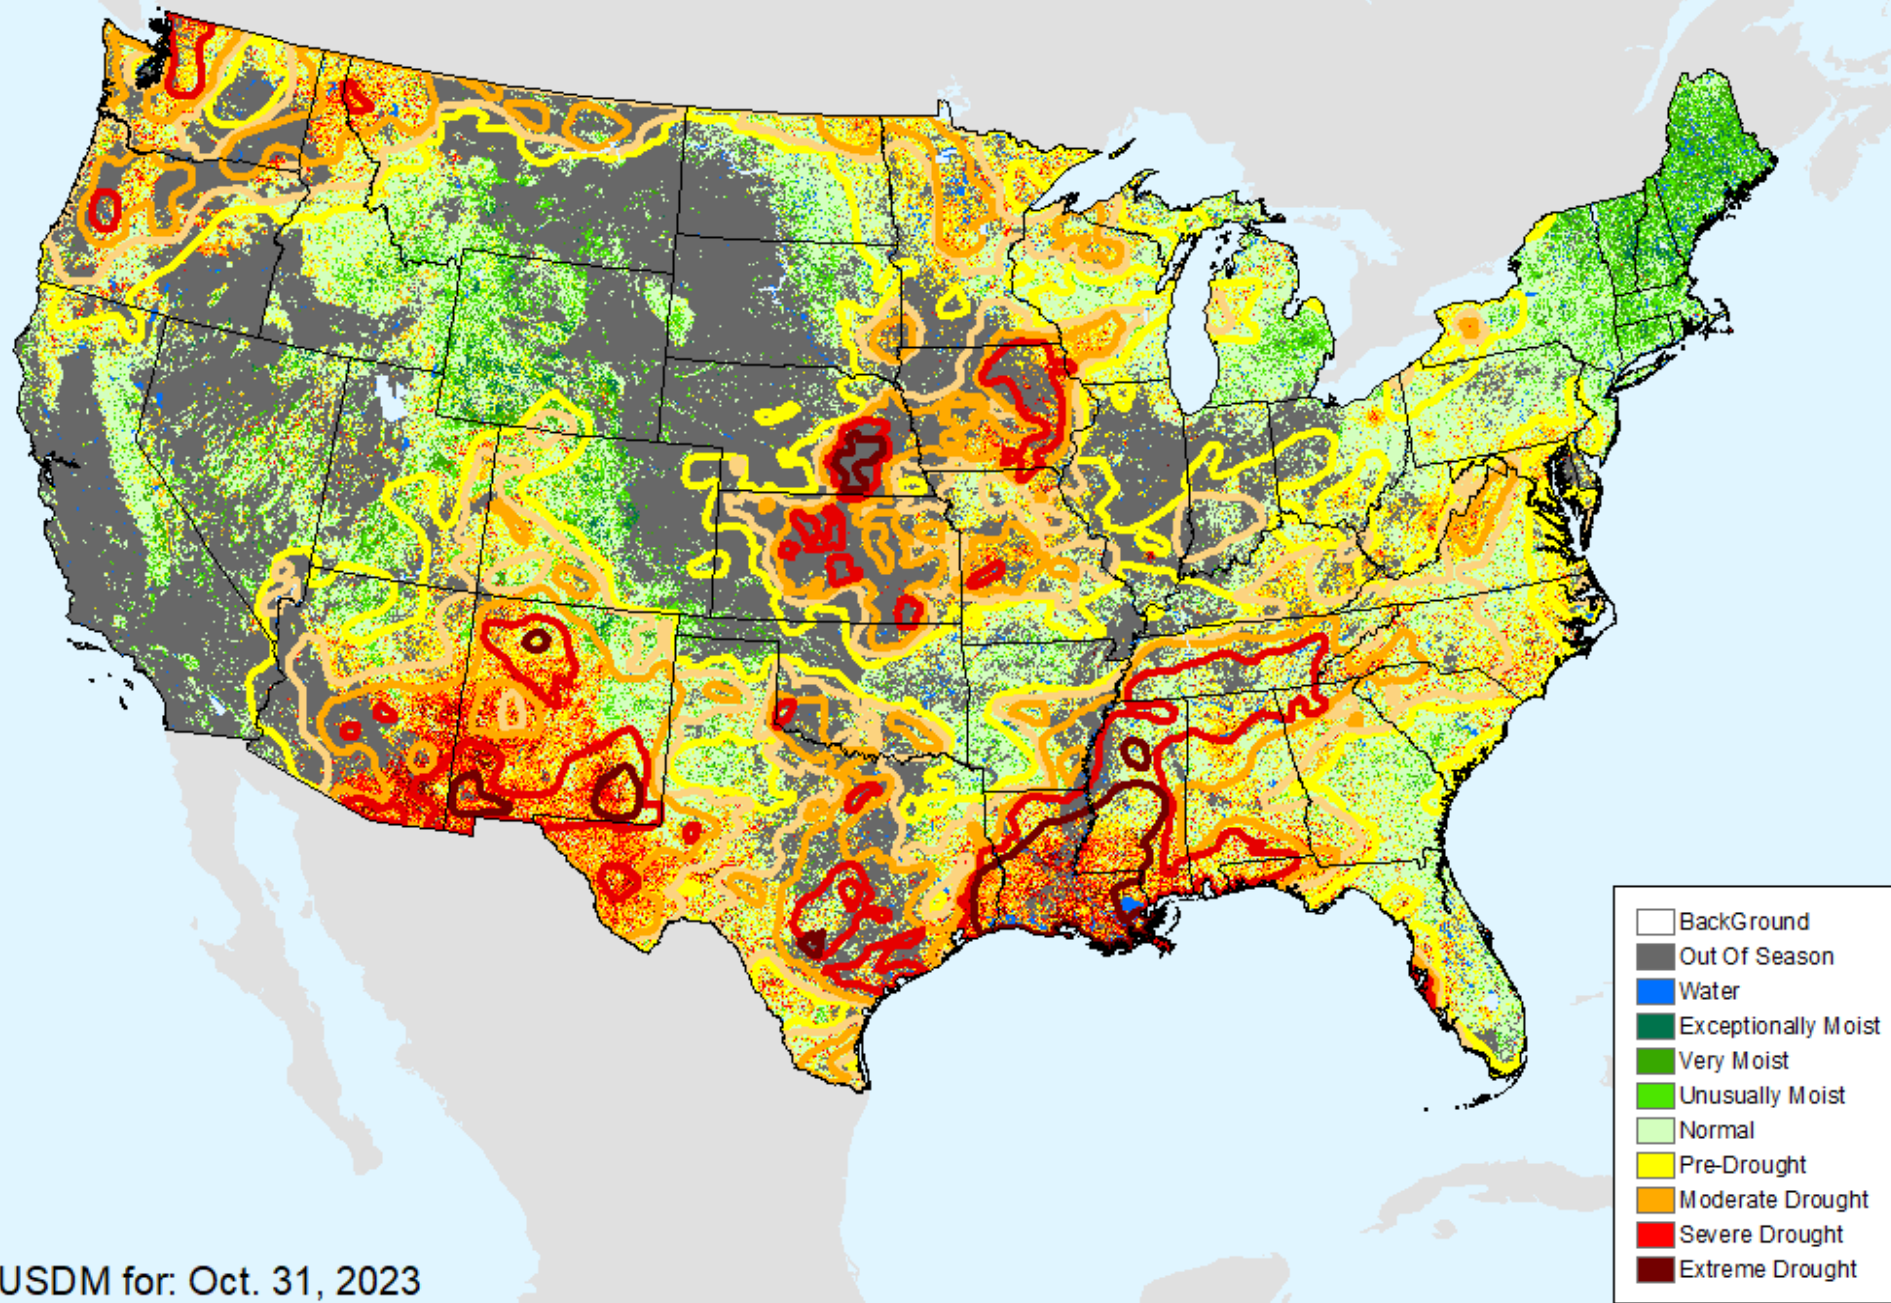 BackGround
Out Of Season
Water
Exceptionally Moist
Very Moist
Unusually Moist
Normal
Pre-Drought
Moderate Drought
Severe Drought
Extreme Drought
USDM for: Oct. 31, 2023